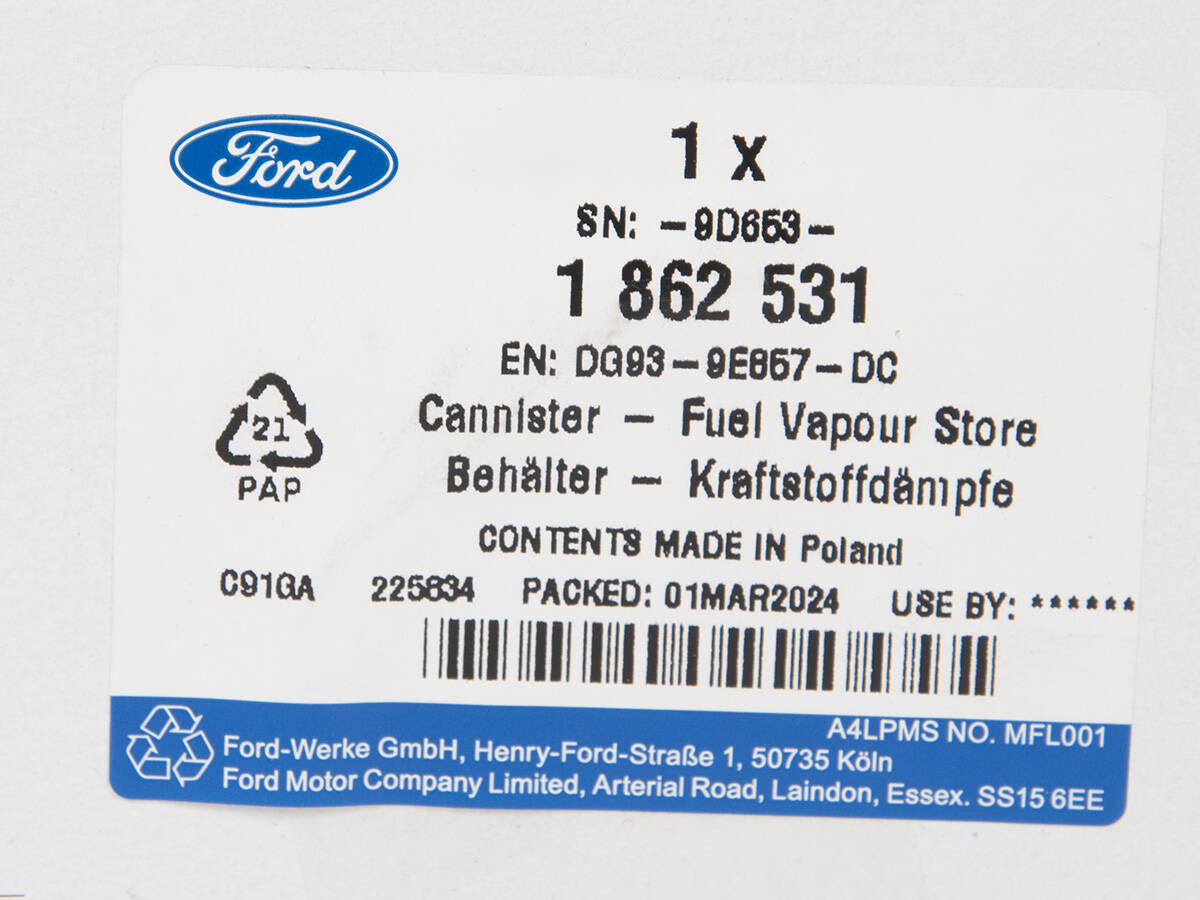 Ford
1 x
SN: -9D653-
1 862 531
EN: DG93-9E857-DC
Cannister - Fuel Vapour Store
Behälter - Kraftstoffdämpfe
21
PAP
CONTENTS MADE IN Poland
C91GA 225834 PACKED: 01MAR2024 USE BY: ******
A4LPMS NO. MFL001
Ford-Werke GmbH, Henry-Ford-Straße 1, 50735 Köln
Ford Motor Company Limited, Arterial Road, Laindon, Essex. SS15 6EE